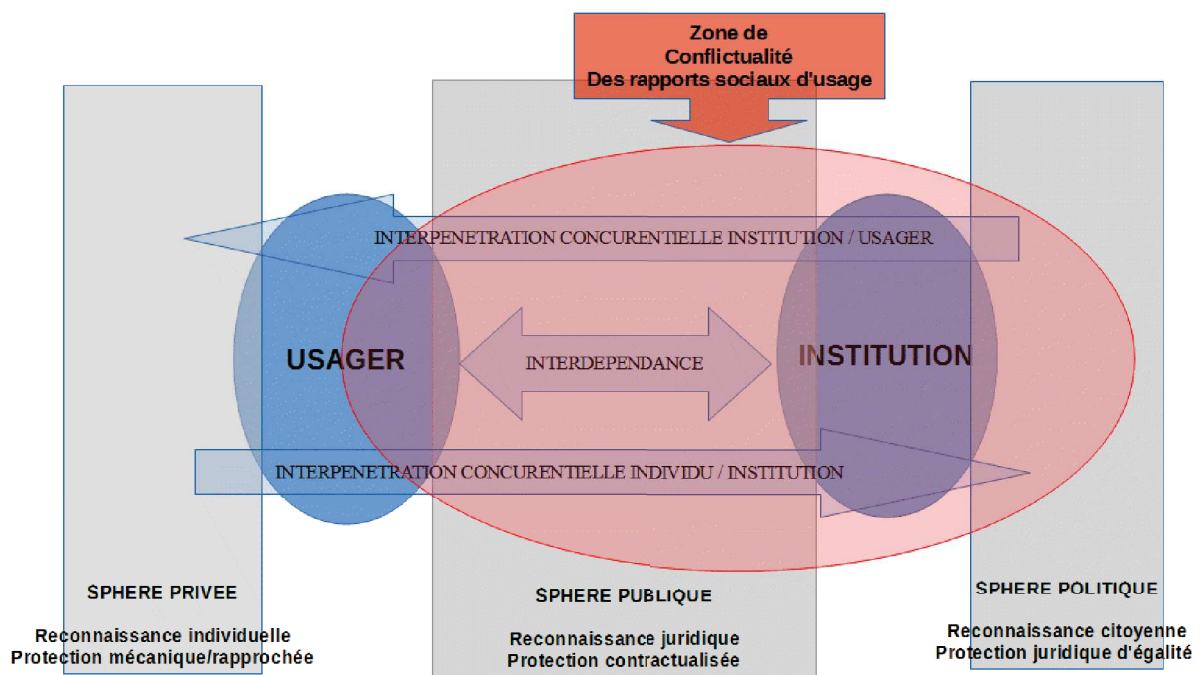 Zone de
Conflictualité
Des rapports sociaux d'usage
INTERPENETRATION CONCURENTIELLE INSTITUTION / USAGER
USAGER
INTERDEPENDANCE
INSTITUTION
INTERPENETRATION CONCURENTIELLE INDIVIDU / INSTITUTION
SPHERE PRIVEE
Reconnaissance individuelle
Protection mécanique/rapprochée
SPHERE PUBLIQUE
Reconnaissance juridique
Protection contractualisée
SPHERE POLITIQUE
Reconnaissance citoyenne
Protection juridique d'égalité